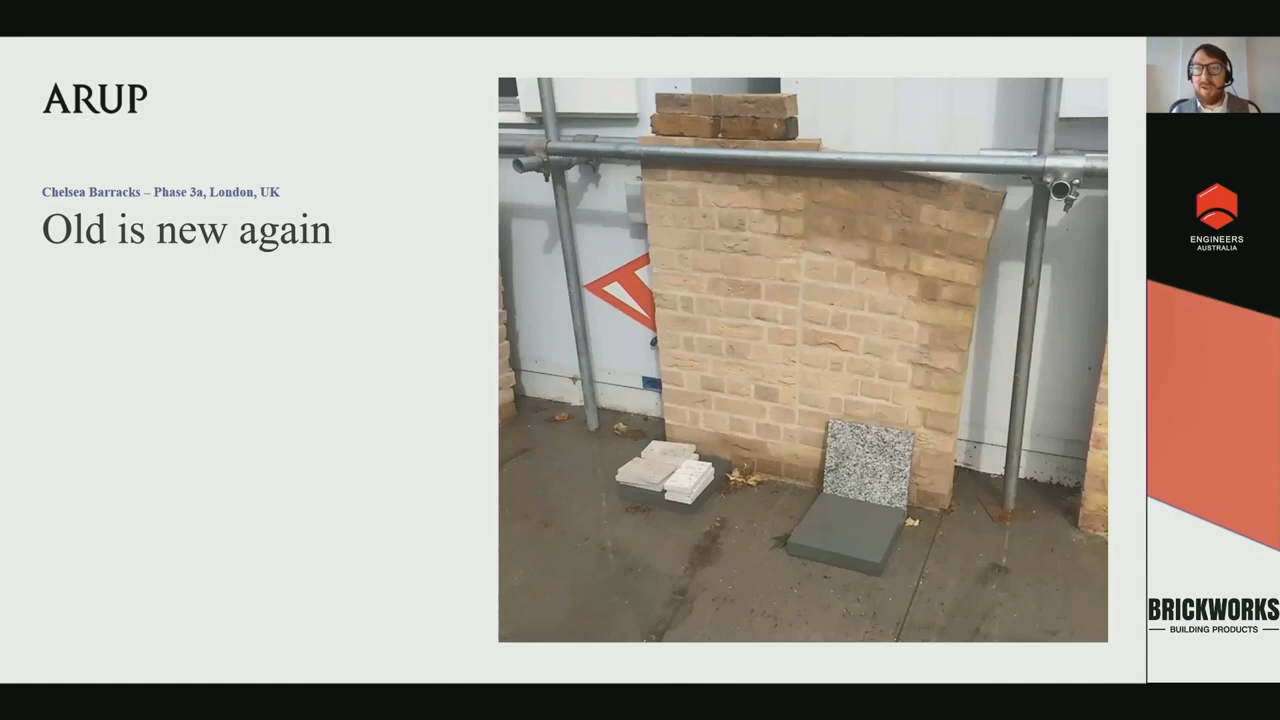 ARUP
Chelsea Barracks – Phase 3a, London, UK
Old is new again
ENGINEERS
AUSTRALIA
BRICKWORKS
BUILDING PRODUCTS